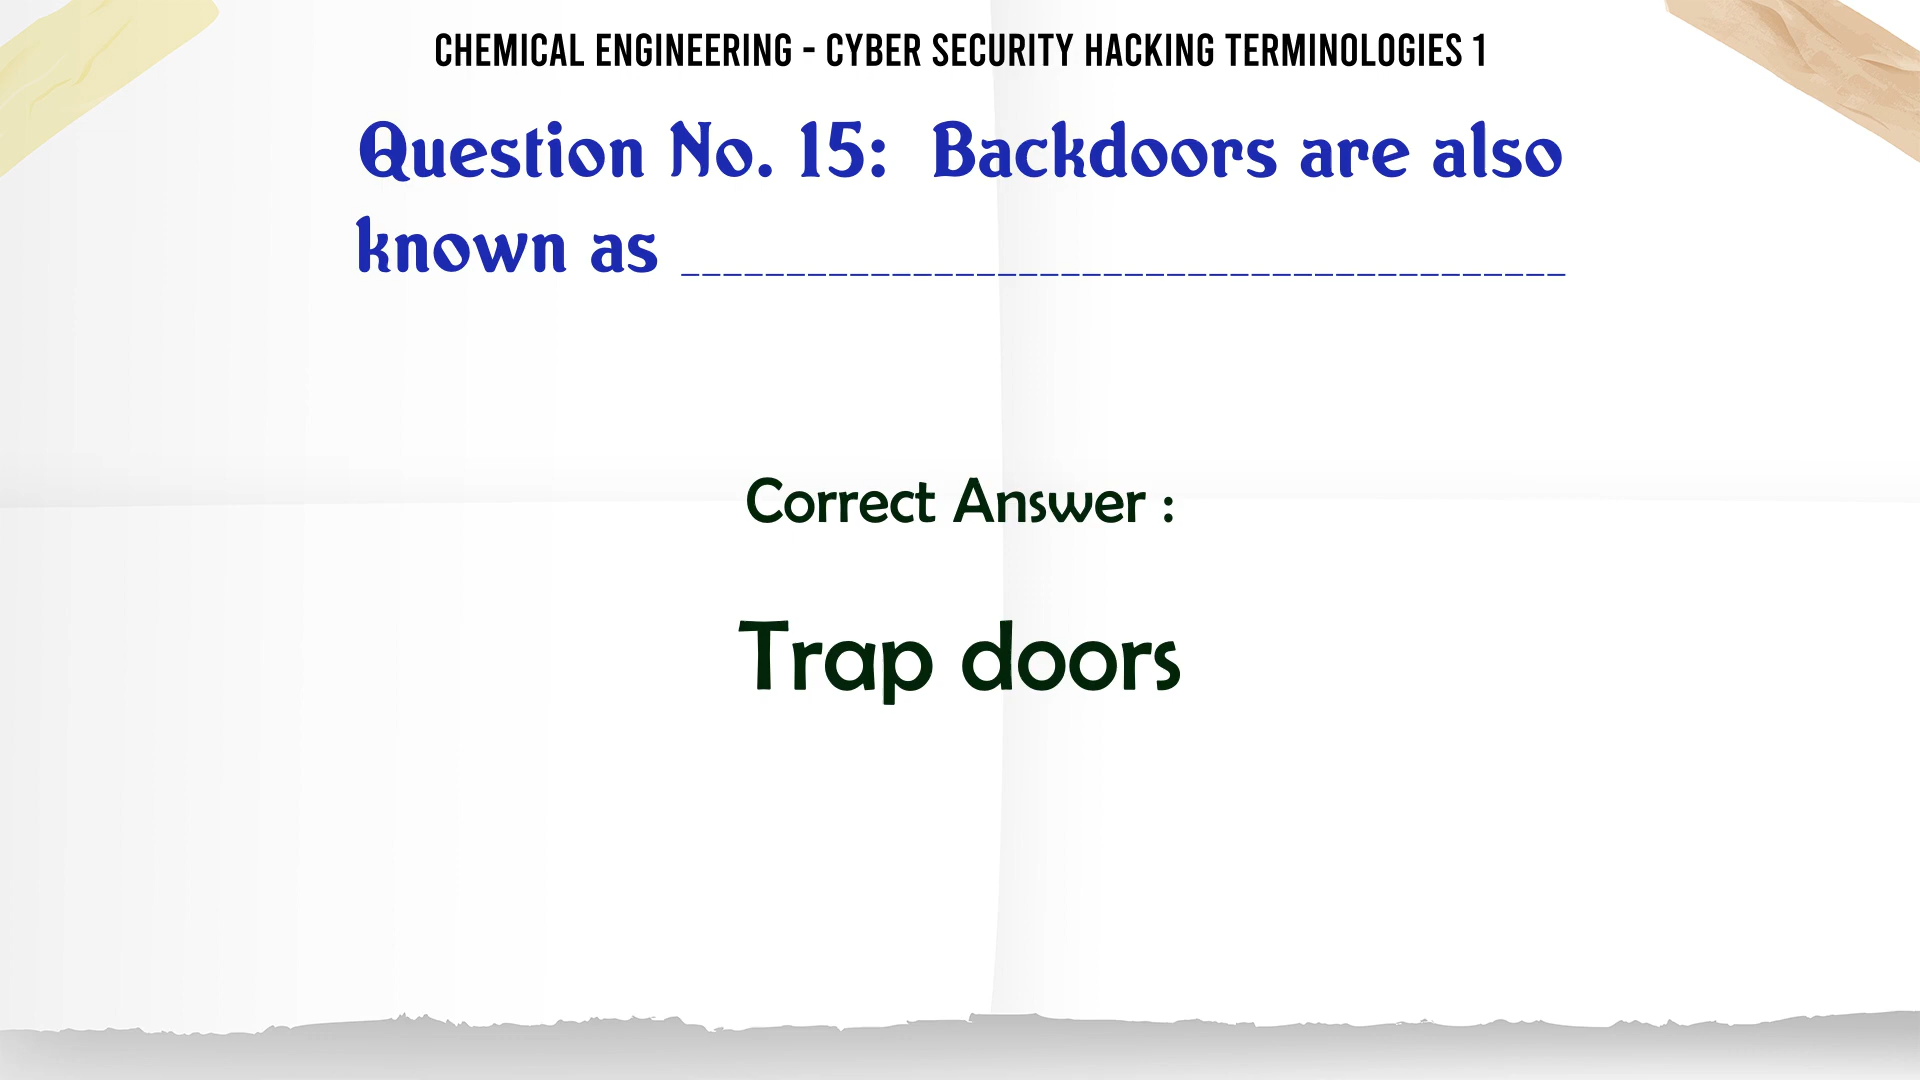 CHEMICAL ENGINEERING - CYBER SECURITY HACKING TERMINOLOGIES 1
Question No. 15: Backdoors are also
known as __________________________________________
Correct Answer :
Trap doors